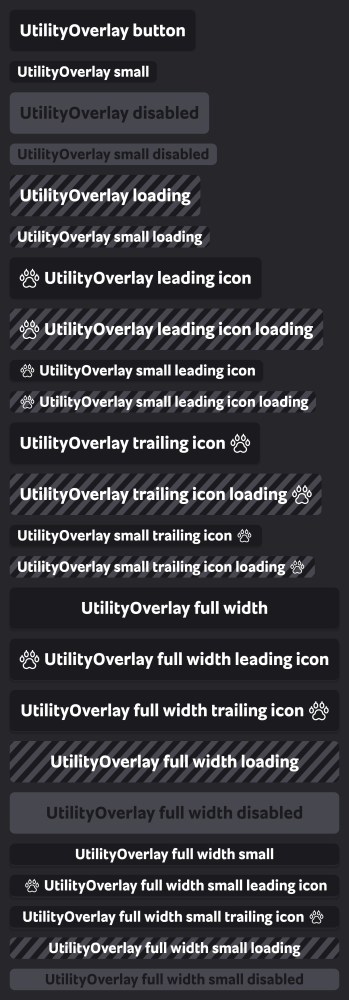 UtilityOverlay button
UtilityOverlay small
UtilityOverlay disabled
UtilityOverlay small disabled
UtilityOverlay loading
UtilityOverlay small loading
UtilityOverlay leading icon
UtilityOverlay leading icon loading
UtilityOverlay small leading icon
UtilityOverlay small leading icon loading
UtilityOverlay trailing icon
UtilityOverlay trailing icon loading
UtilityOverlay small trailing icon
UtilityOverlay small trailing icon loading
UtilityOverlay full width
UtilityOverlay full width leading icon
UtilityOverlay full width trailing icon
UtilityOverlay full width loading
UtilityOverlay full width disabled
UtilityOverlay full width small
UtilityOverlay full width small leading icon
UtilityOverlay full width small trailing icon
UtilityOverlay full width small loading
UtilityOverlay full width small disabled